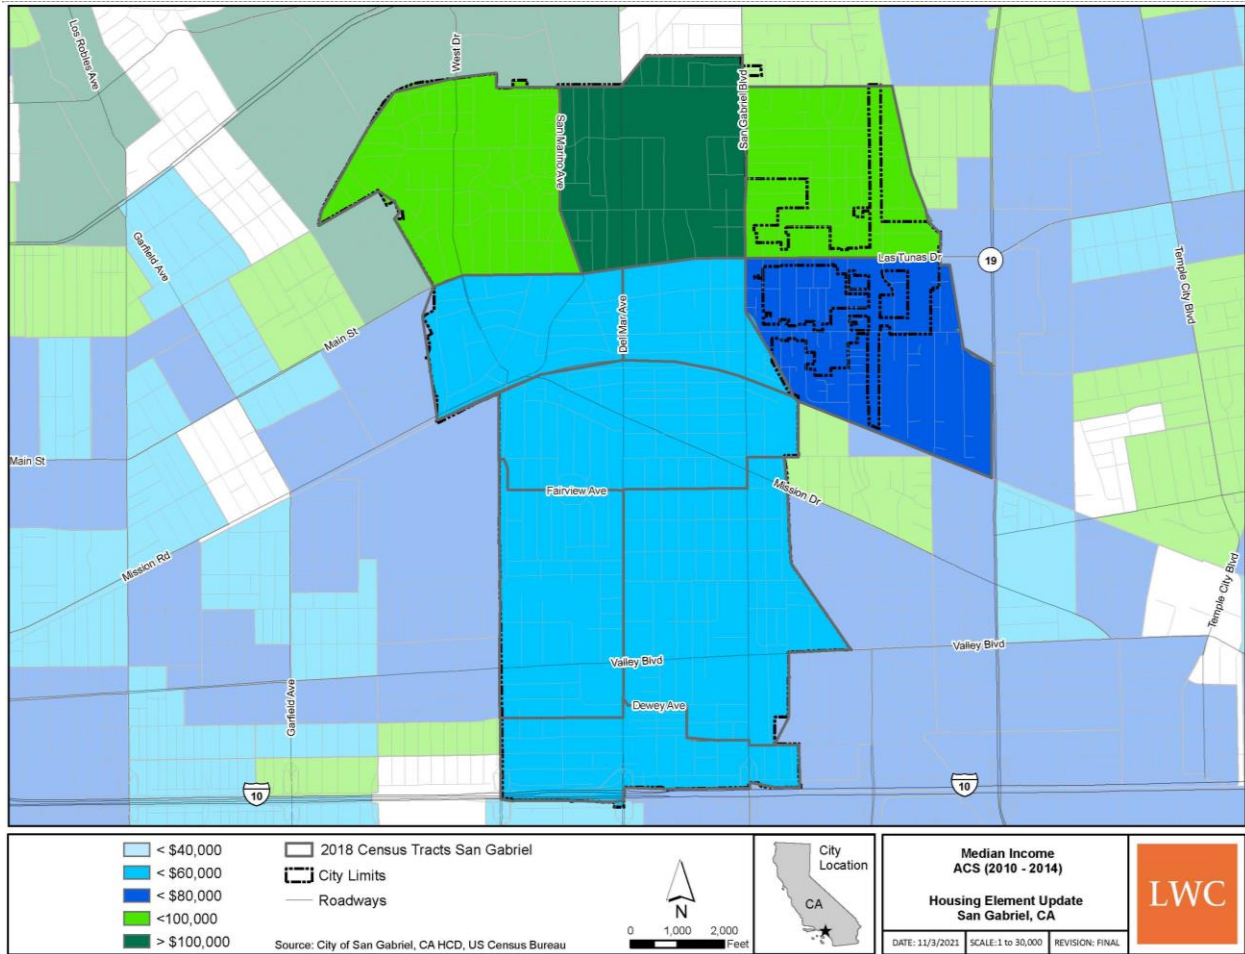 Los Robles Ave
West Dr
San Marino Ave
San Gabriel Blvd
Garfield Ave
Las Tunas Dr
19
Temple City Blvd
Main St
Del Mar Ave
Main St
Fairview Ave
Mission Dr
Mission Rd
Temple City Blvd
Valley Blvd
Valley Blvd
Garfield Ave
Dewey Ave
10
10
< $40,000
< $60,000
< $80,000
<100,000
> $100,000
2018 Census Tracts San Gabriel
City Limits
Roadways
Source: City of San Gabriel, CA HCD, US Census Bureau
N
0 1,000 2,000
Feet
City
Location
CA
Median Income
ACS (2010 - 2014)
Housing Element Update
San Gabriel, CA
DATE: 11/3/2021 SCALE:1 to 30,000 REVISION: FINAL
LWC